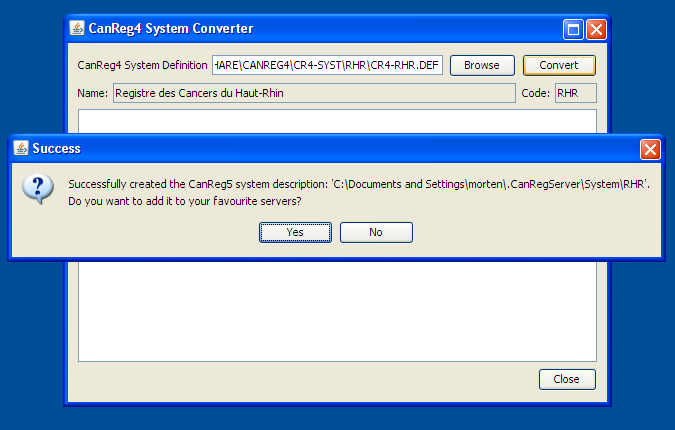 CanReg4 System Converter
CanReg4 System Definition HARE\CANREG4\CR4-SYST\RHR\CR4-RHR.DEF Browse Convert
Name: Registre des Cancers du Haut-Rhin Code: RHR
Success
Successfully created the CanReg5 system description: 'C:\Documents and Settings\morten\.CanRegServer\System\RHR'.
Do you want to add it to your favourite servers?
Yes No
Close